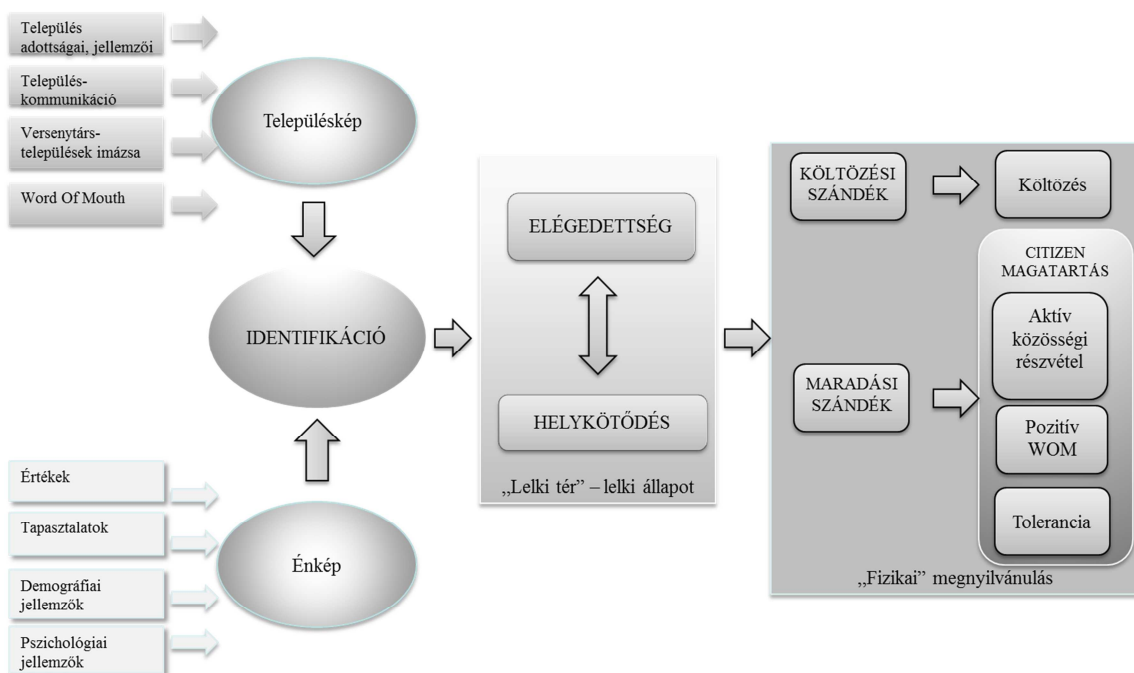 Település
adottságai, jellemzői
Település-
kommunikáció
Versenytárs-
települések imázsa
Word Of Mouth
Településkép
IDENTIFIKÁCIÓ
Értékek
Tapasztalatok
Demográfiai
jellemzők
Pszichológiai
jellemzők
Énkép
ELÉGEDETTSÉG
HELYKÖTŐDÉS
„Lelki tér” – lelki állapot
KÖLTÖZÉSI
SZÁNDÉK
Költözés
MARADÁSI
SZÁNDÉK
CITIZEN
MAGATARTÁS
Aktív
közösségi
részvétel
Pozitív
WOM
Tolerancia
„Fizikai” megnyilvánulás